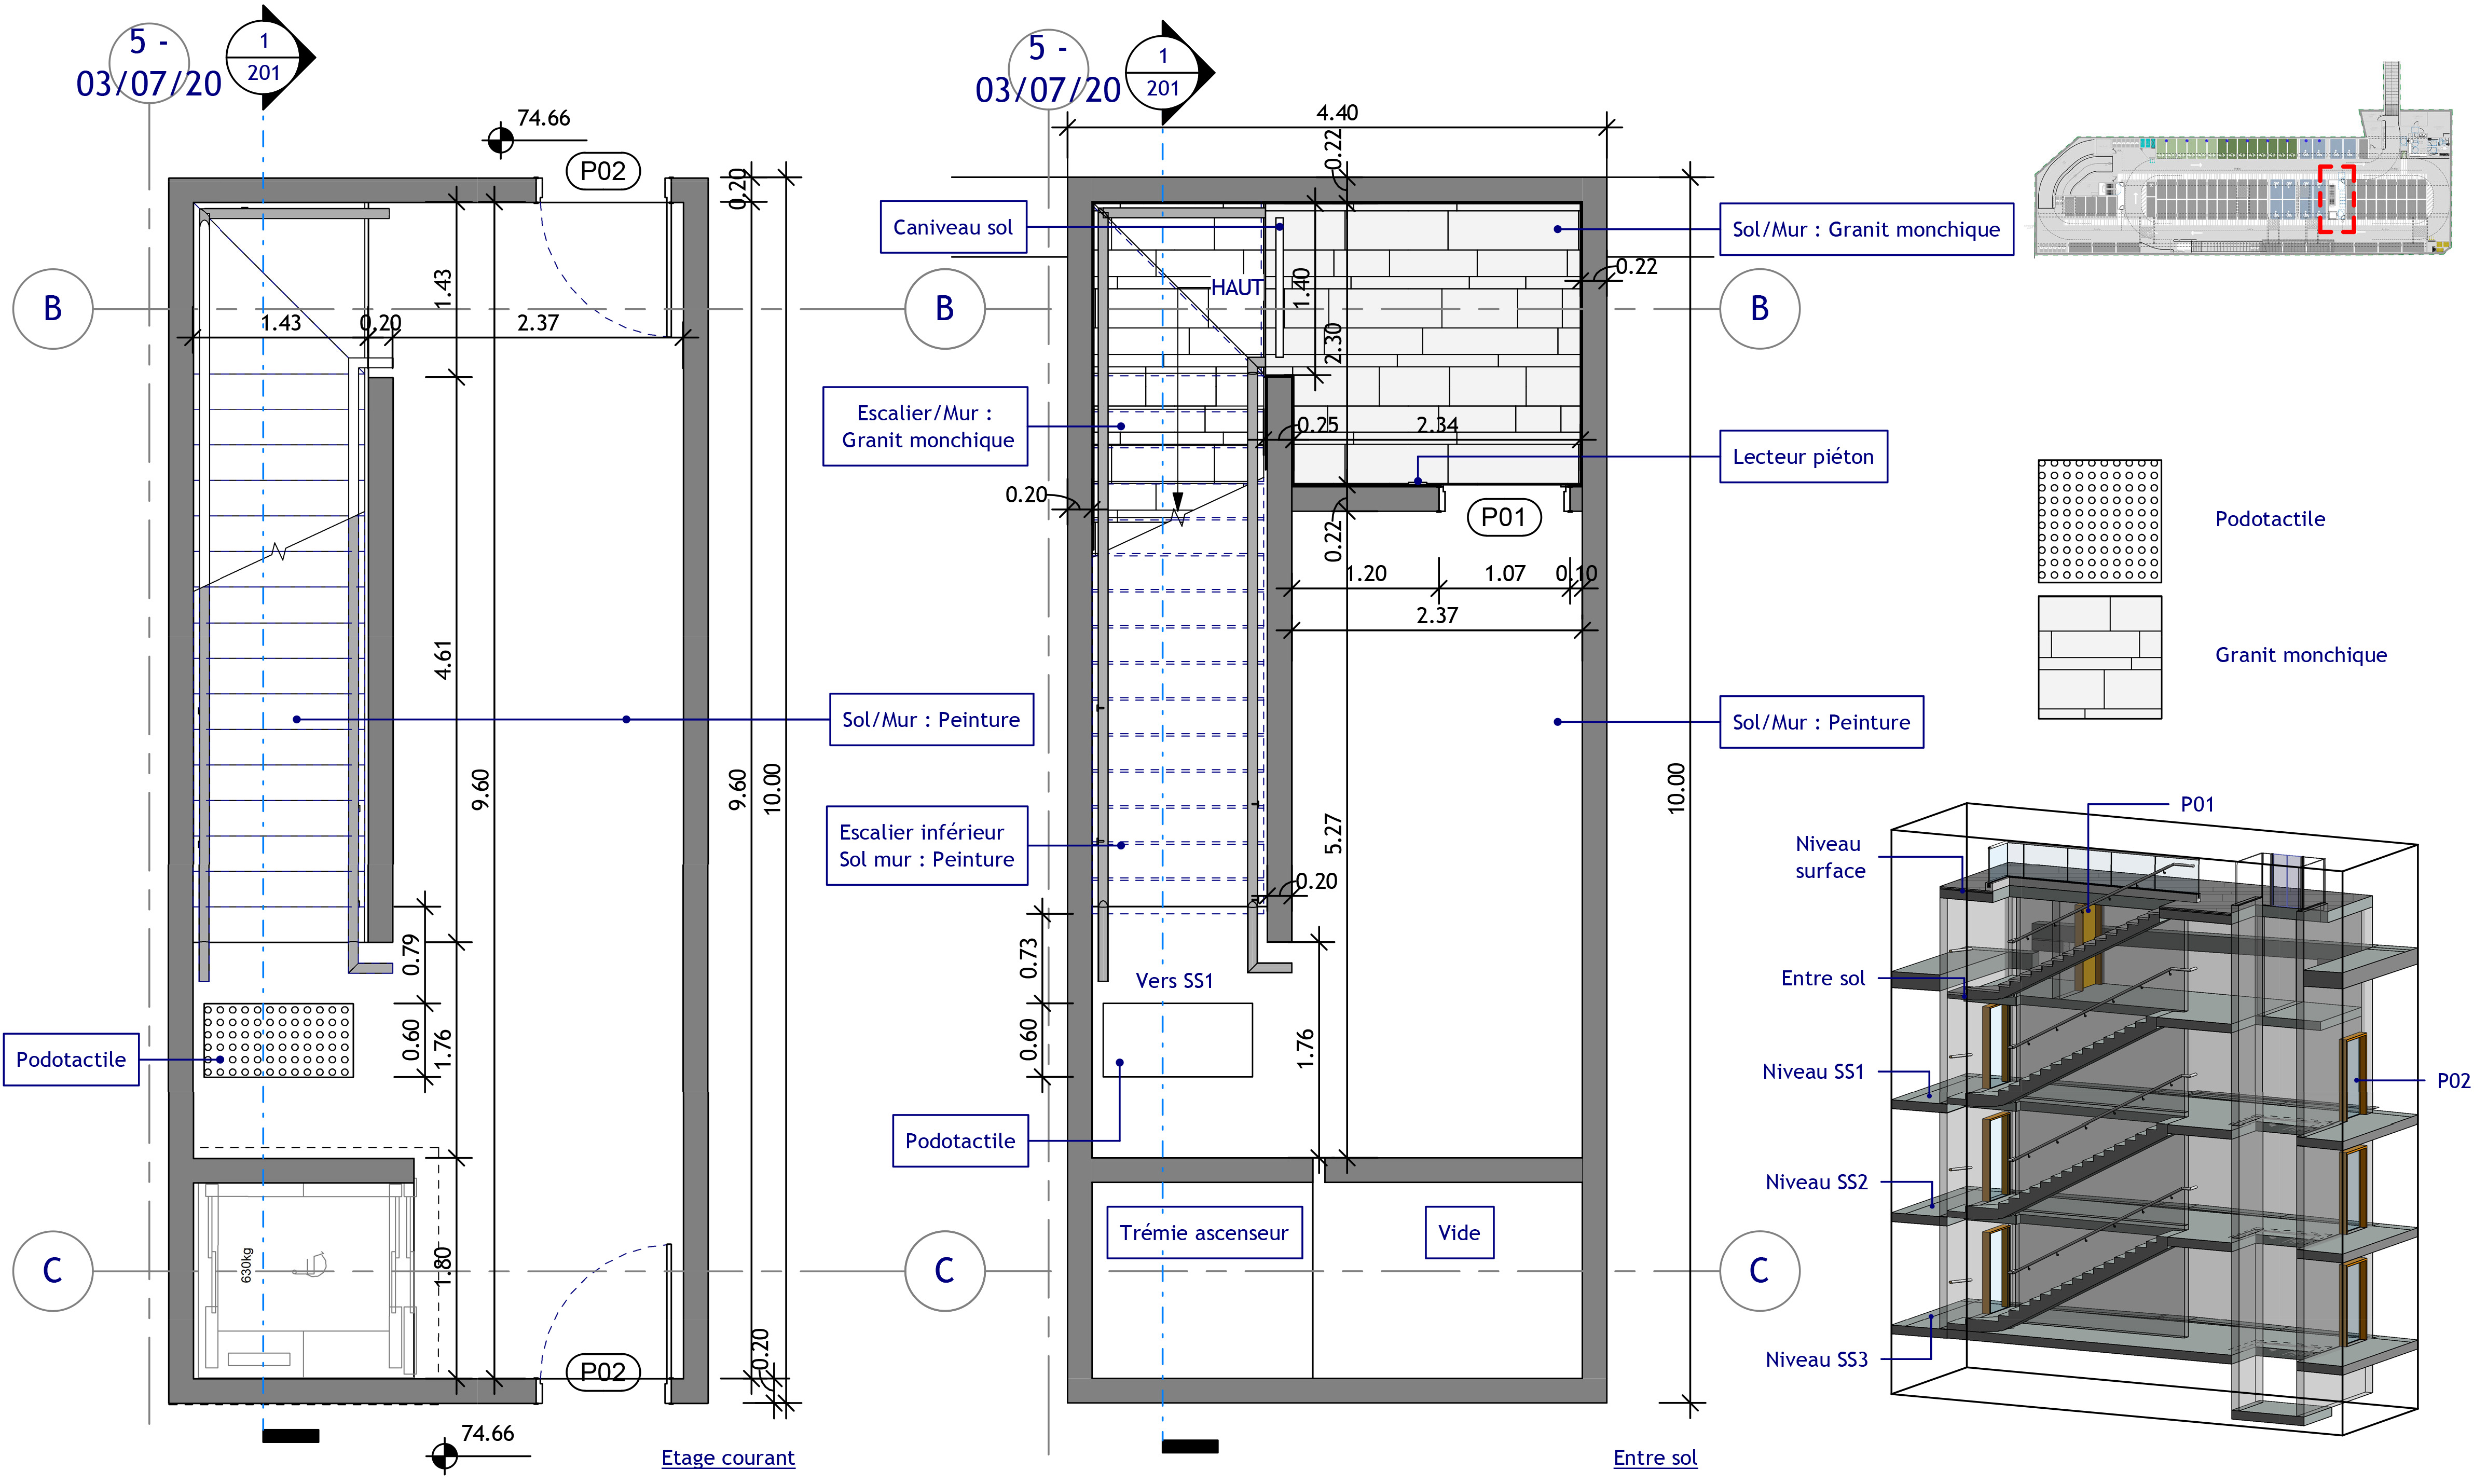 5 -
03/07/20
1
201
74.66
P02
0.20
B
1.43
1.43
0.20
2.37
4.61
9.60
9.60
10.00
Sol/Mur : Peinture
0.79
0.60
1.76
Podotactile
630kg
1.80
C
P02
0.20
74.66
Etage courant
5 -
03/07/20
1
201
4.40
0.22
Caniveau sol
Sol/Mur : Granit monchique
HAUT
1.40
0.22
B
B
2.30
Escalier/Mur :
Granit monchique
0.25
2.34
Lecteur piéton
0.20
P01
0.22
1.20
1.07
0.10
2.37
Sol/Mur : Peinture
10.00
Escalier inférieur
Sol mur : Peinture
5.27
0.20
0.73
Vers SS1
0.60
1.76
Podotactile
Trémie ascenseur
Vide
C
C
Entre sol
Podotactile
Granit monchique
P01
Niveau
surface
Entre sol
Niveau SS1
P02
Niveau SS2
Niveau SS3